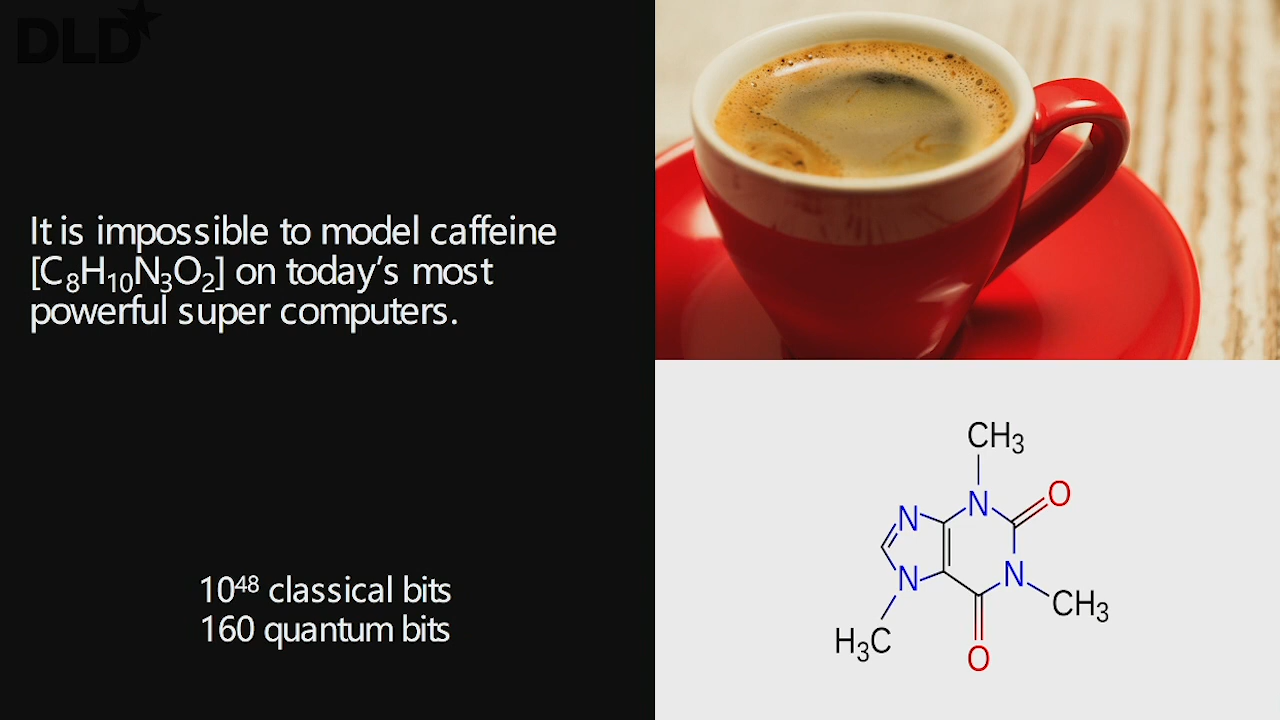 DLD
It is impossible to model caffeine
[C₈H₁₀N₃O₂] on today's most
powerful super computers.
10⁴⁸ classical bits
160 quantum bits
CH₃
N
O
N
N
N
CH₃
H₃C
O